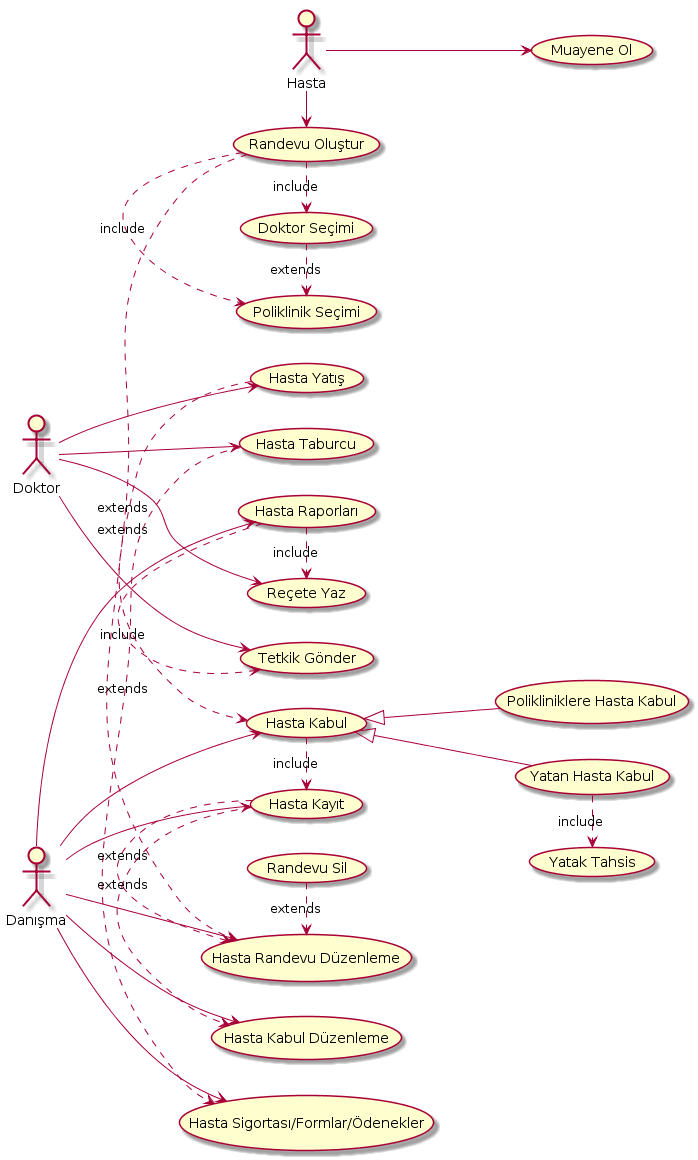 Hasta
Muayene Ol
Randevu Oluştur
include
include
Doktor Seçimi
extends
Poliklinik Seçimi
Hasta Yatış
Doktor
Hasta Taburcu
extends
Hasta Raporları
extends
include
Reçete Yaz
include
Tetkik Gönder
extends
Polikliniklere Hasta Kabul
Hasta Kabul
include
Yatan Hasta Kabul
Hasta Kayıt
include
extends
Yatak Tahsis
Randevu Sil
extends
Danışma
extends
Hasta Randevu Düzenleme
Hasta Kabul Düzenleme
Hasta Sigortası/Formlar/Ödenekler